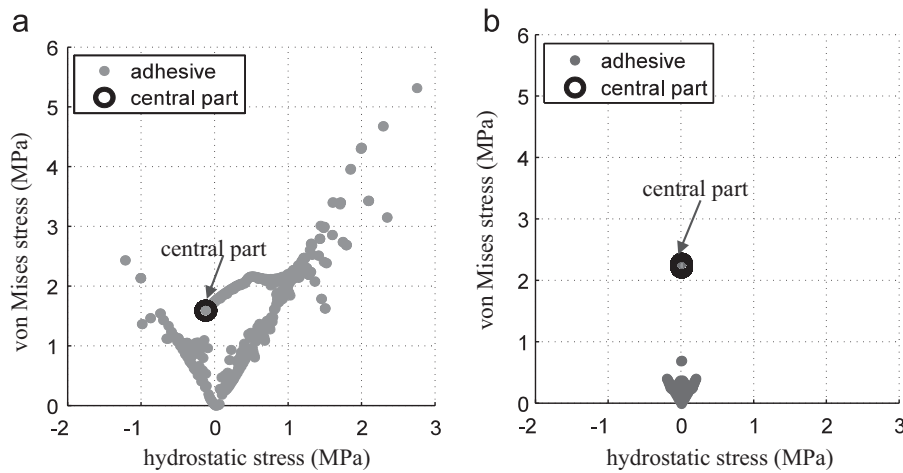 a
6
5
4
3
2
1
0
von Mises stress (MPa)
adhesive
central part
central part
-2
-1
0
1
2
3
hydrostatic stress (MPa)
b
6
5
4
3
2
1
0
von Mises stress (MPa)
adhesive
central part
central part
-2
-1
0
1
2
3
hydrostatic stress (MPa)